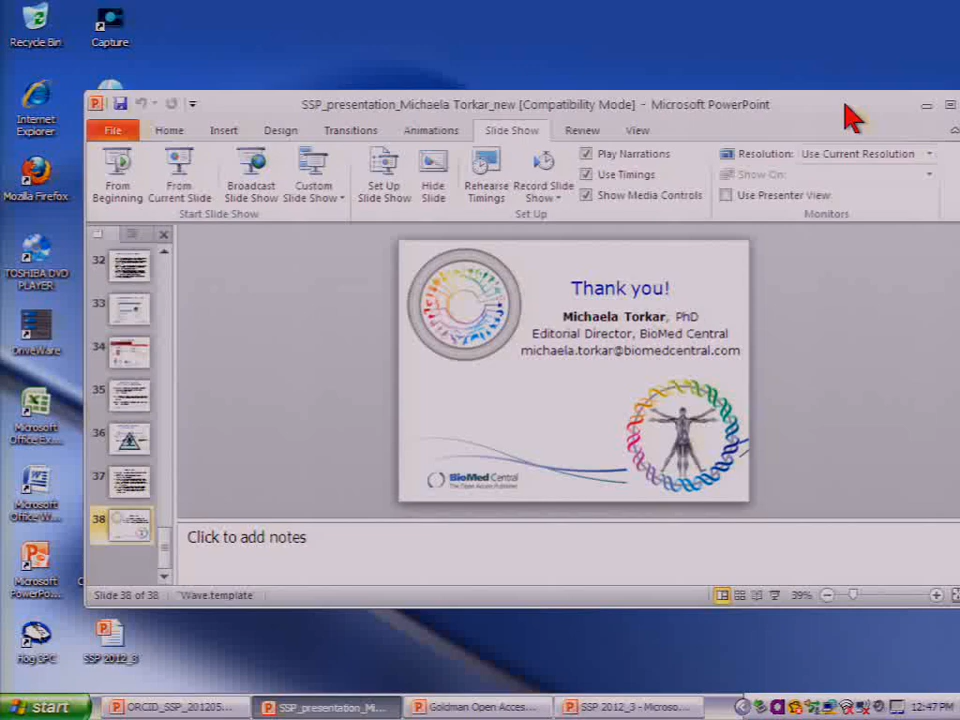 Recycle Bin
Capture
Internet
Explorer
Mozilla Firefox
TOSHIBA DVD
PLAYER
DriveWare
Microsoft
Office Ex...
Microsoft
Office W...
Microsoft
PowerPo...
Hog 3PC
SSP 2012_3
SSP_presentation_Michaela Torkar_new [Compatibility Mode] - Microsoft PowerPoint
File Home Insert Design Transitions Animations Slide Show Review View
From
Beginning
From
Current Slide
Broadcast
Slide Show
Custom
Slide Show
Start Slide Show
Set Up
Slide Show
Hide
Slide
Rehearse
Timings
Record Slide
Show
Play Narrations
Use Timings
Show Media Controls
Set Up
Resolution: Use Current Resolution
Show On:
Use Presenter View
Monitors
32
33
34
35
36
37
38
Thank you!
Michaela Torkar, PhD
Editorial Director, BioMed Central
michaela.torkar@biomedcentral.com
BioMed Central
The Open Access Publisher
Click to add notes
Slide 38 of 38 "Wave template" 39%
start ORCID_SSP_201205... SSP_presentation_Mi... Goldman Open Acces... SSP 2012_3 - Microso... 12:47 PM